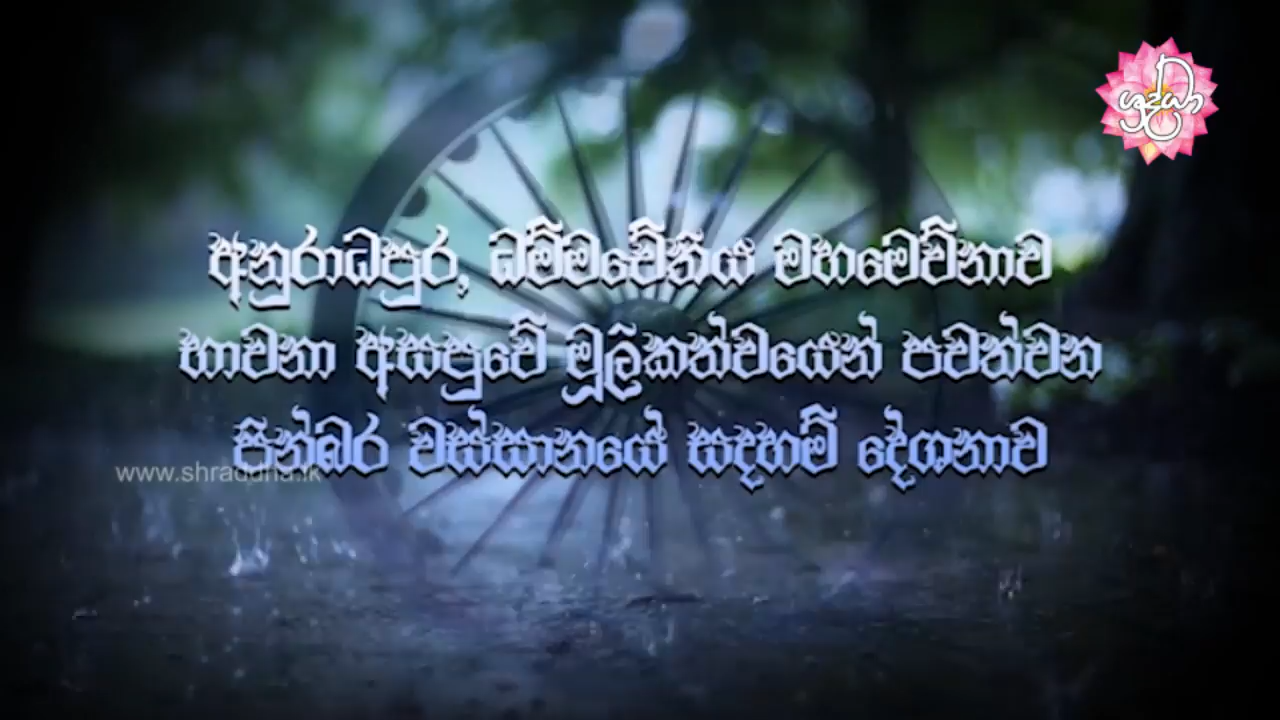 ශ්‍රද්ධා
අනුරාධපුර, ධම්මචේතිය මහමෙව්නාව
භාවනා අසපුවේ මූලිකත්වයෙන් පවත්වන
පින්බර වස්සානයේ සදහම් දේශනාව
www.shraddha.lk